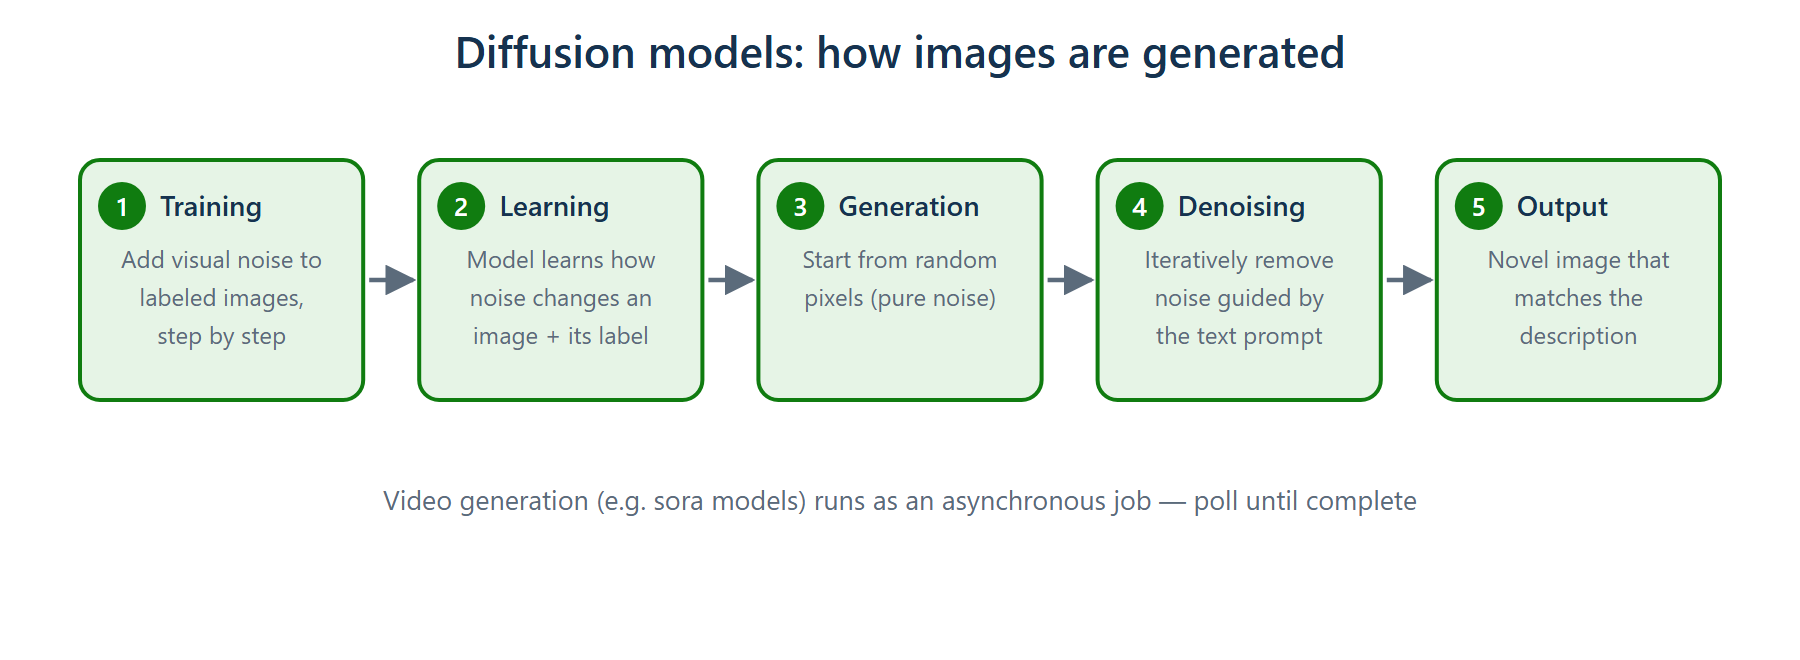 Diffusion models: how images are generated
1 Training
Add visual noise to
labeled images,
step by step
2 Learning
Model learns how
noise changes an
image + its label
3 Generation
Start from random
pixels (pure noise)
4 Denoising
Iteratively remove
noise guided by
the text prompt
5 Output
Novel image that
matches the
description
Video generation (e.g. sora models) runs as an asynchronous job — poll until complete